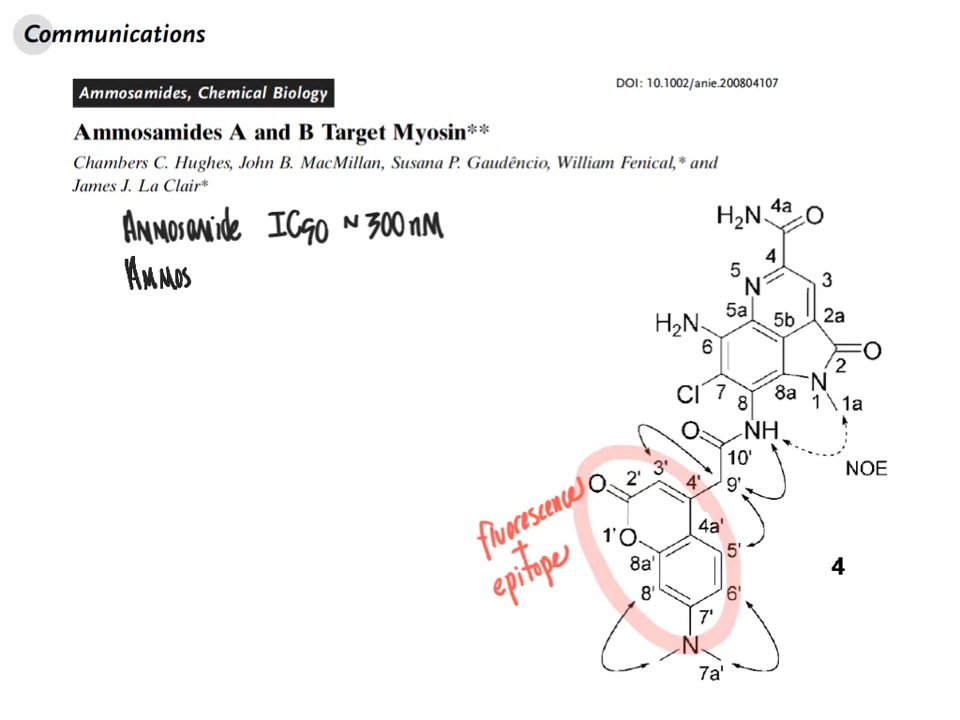 Communications
Ammosamides, Chemical Biology
DOI: 10.1002/anie.200804107
Ammosamides A and B Target Myosin**
Chambers C. Hughes, John B. MacMillan, Susana P. Gaudêncio, William Fenical,* and
James J. La Clair*
Ammosamide IC50 ~ 300 nM
Ammos
4a
H2N
O
4
5
N
3
5a
5b
2a
H2N
6
O
2
N
Cl
7
8
8a
1
1a
O
NH
10'
NOE
2'
3'
4'
9'
O
4a'
1'
O
5'
8a'
8'
6'
7'
N
7a'
4
fluorescence
+
epitope